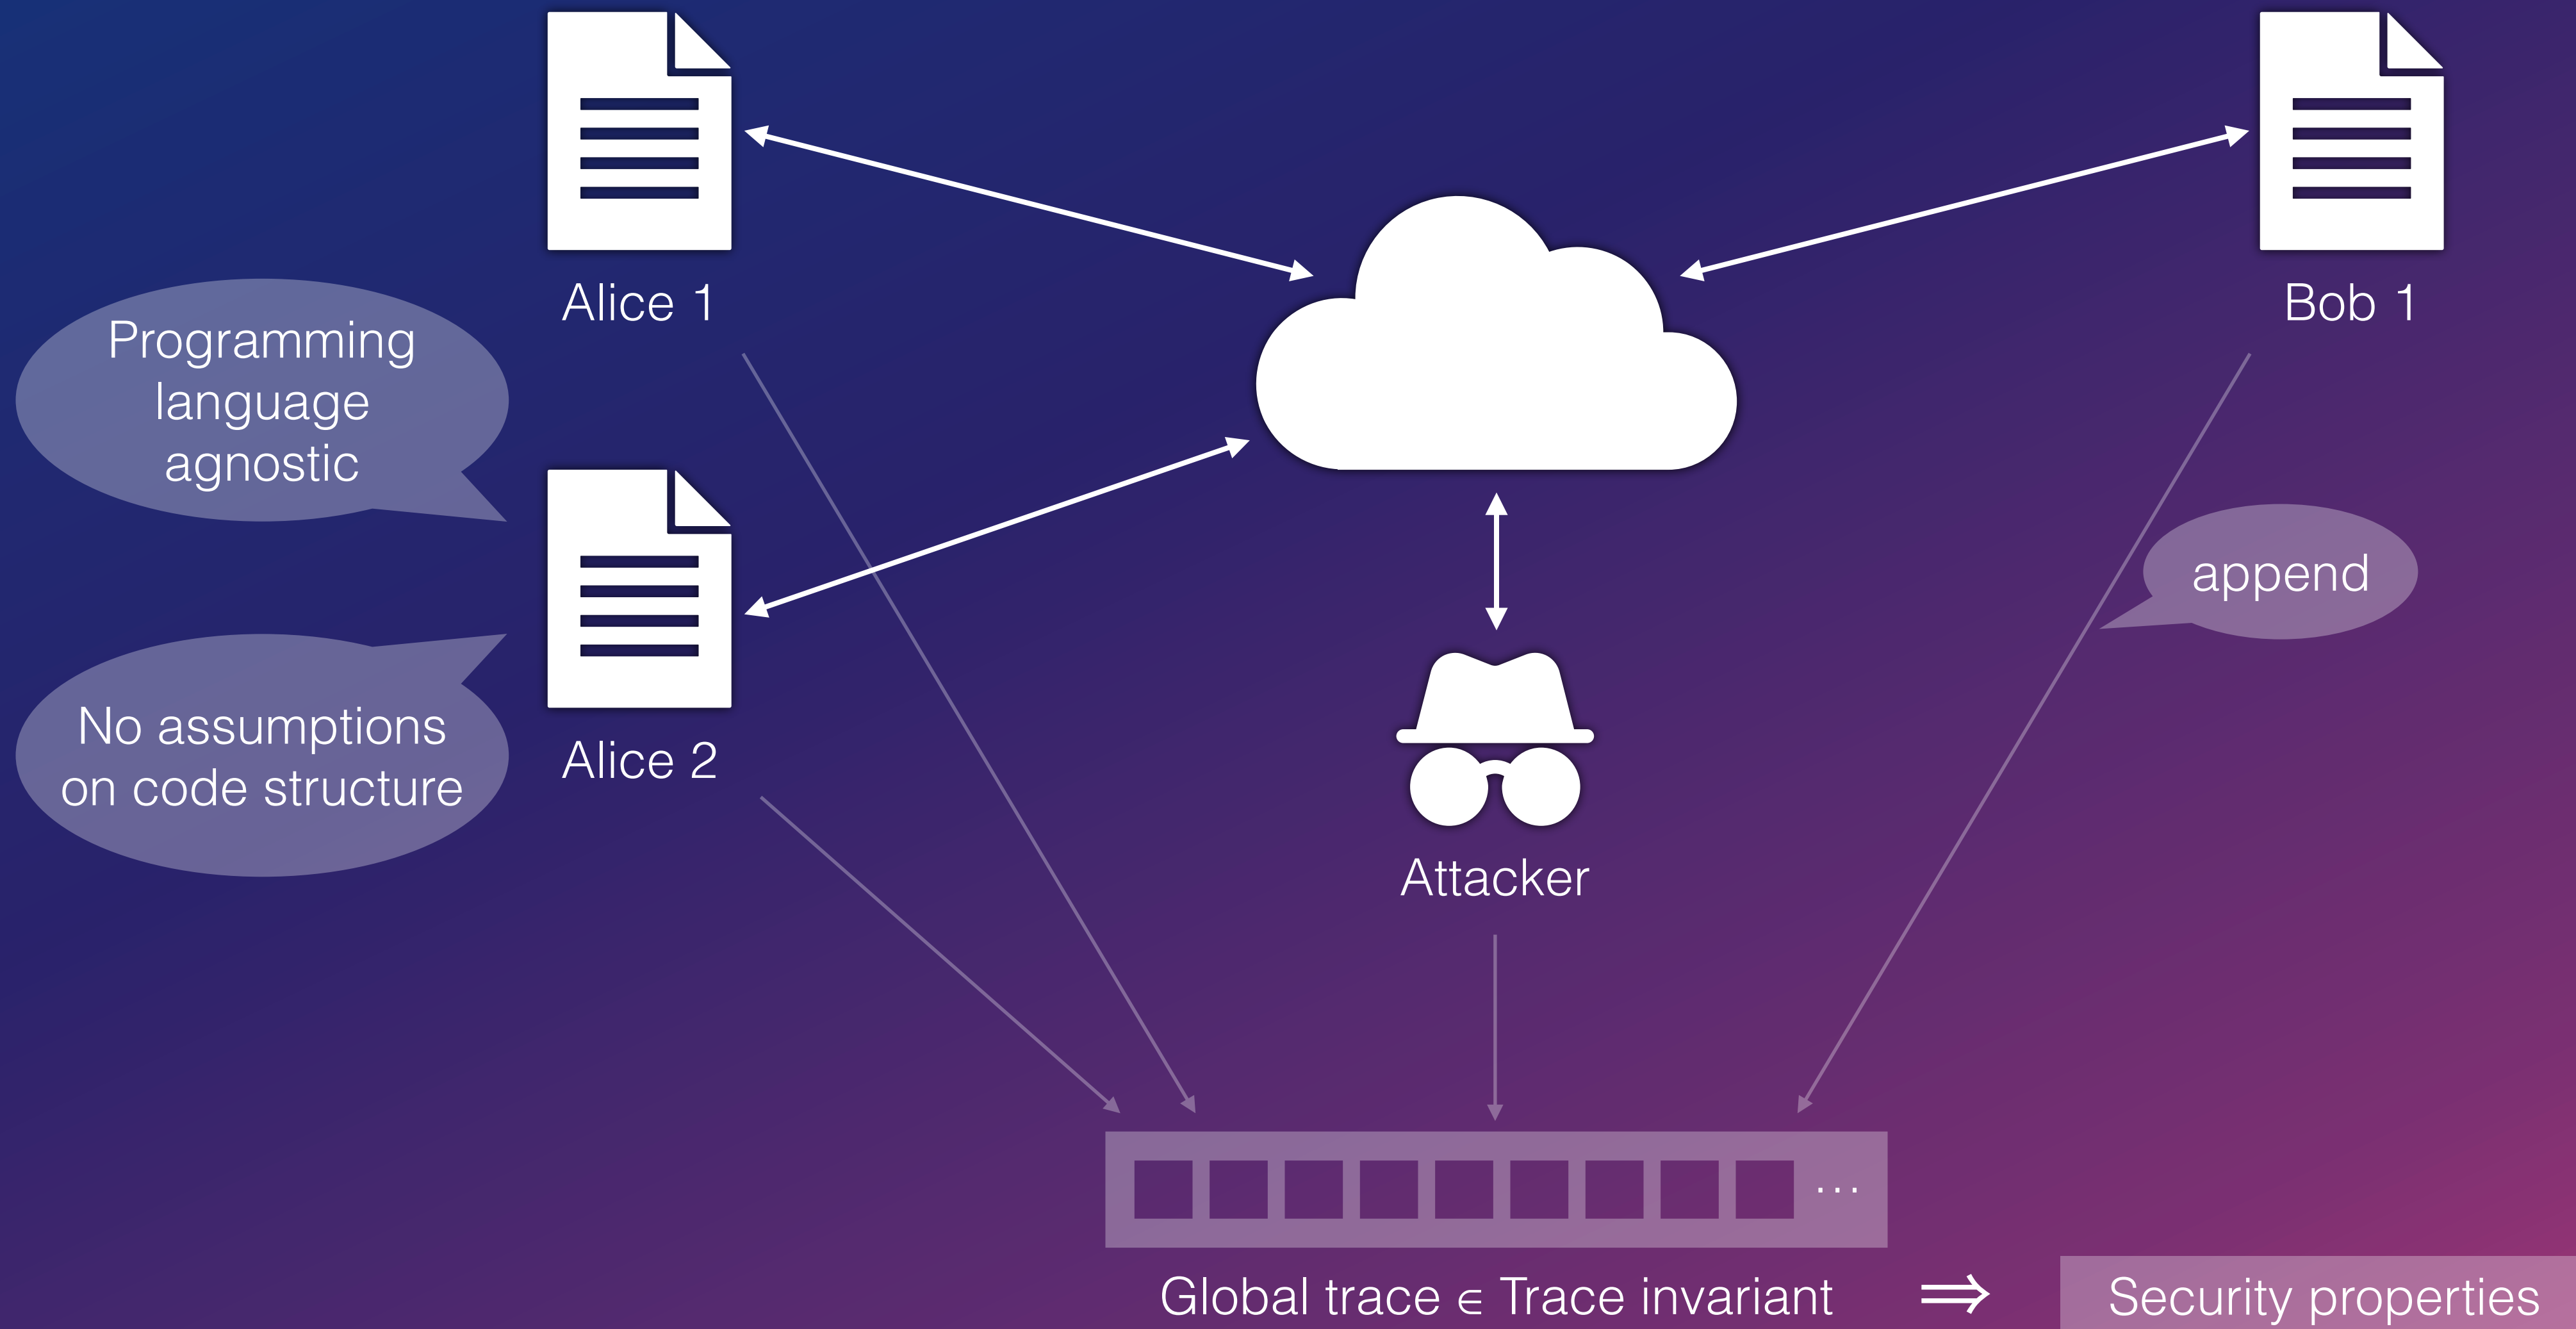 Alice 1
Bob 1
Programming
language
agnostic
append
No assumptions
on code structure
Alice 2
Attacker
...
Global trace ∈ Trace invariant ⇒ Security properties